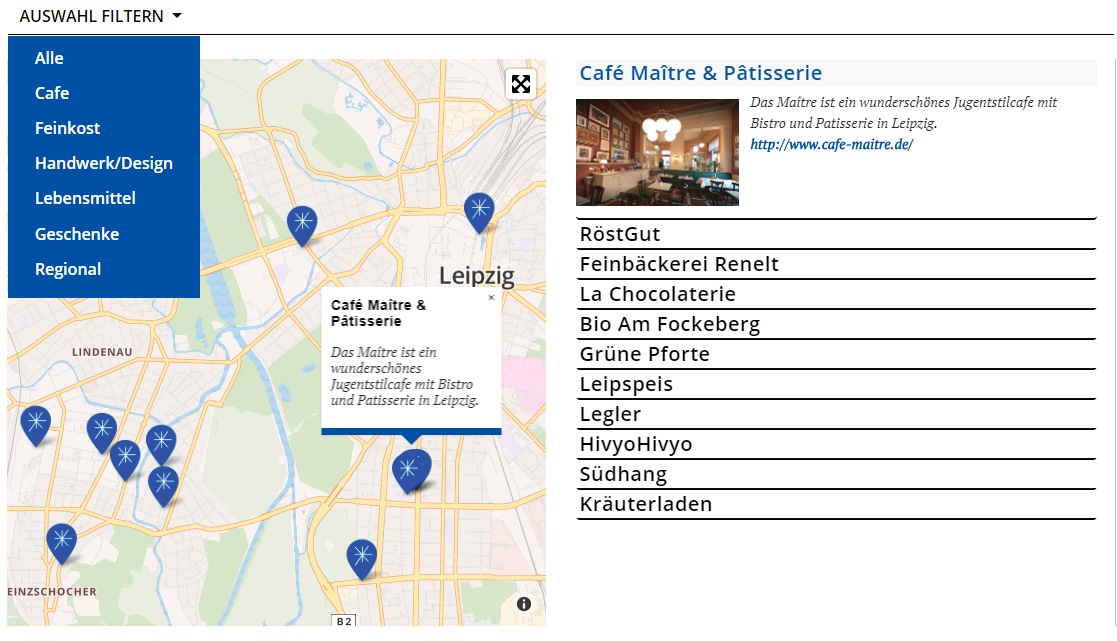 AUSWAHL FILTERN
Alle
Cafe
Feinkost
Handwerk/Design
Lebensmittel
Geschenke
Regional
Leipzig
×
Café Maître &
Pâtisserie
Das Maître ist ein
wunderschönes
Jugentstilcafe mit Bistro
und Patisserie in Leipzig.
LINDENAU
EINZSCHOCHER
B2
Café Maître & Pâtisserie
Das Maître ist ein wunderschönes Jugentstilcafe mit
Bistro und Patisserie in Leipzig.
http://www.cafe-maitre.de/
RöstGut
Feinbäckerei Renelt
La Chocolaterie
Bio Am Fockeberg
Grüne Pforte
Leipspeis
Legler
HivyoHivyo
Südhang
Kräuterladen